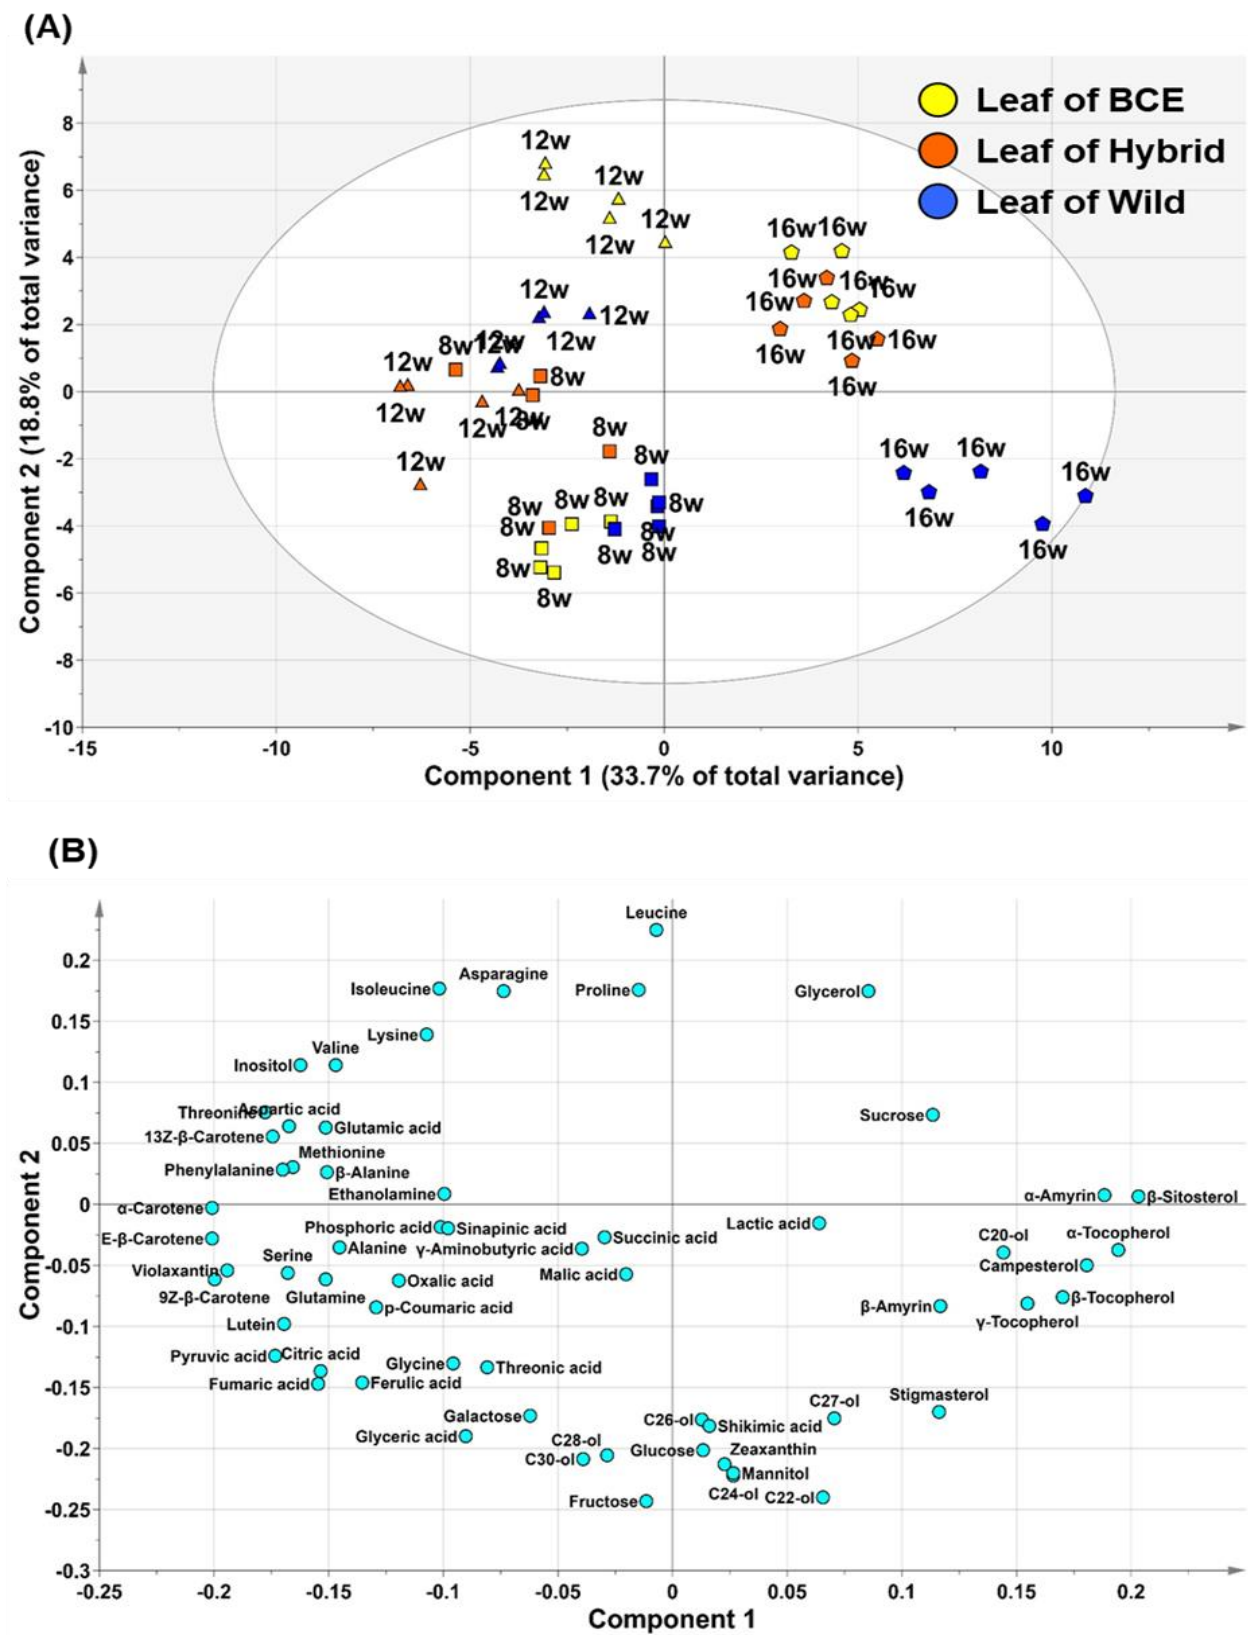 (A)
Leaf of BCE
Leaf of Hybrid
Leaf of Wild
Component 2 (18.8% of total variance)
8
6
4
2
0
-2
-4
-6
-8
-10
12w
12w
12w
12w
12w
16w 16w
16w 16w 16w
16w
12w
12w
12w
16w 16w
16w
8w 12w 12w
12w
8w
16w
12w
12w 12w 8w
8w
12w
8w
16w 16w
16w
8w 8w 8w
8w
8w
8w
16w
8w 8w
16w
8w
8w
-15 -10 -5 0 5 10
Component 1 (33.7% of total variance)
(B)
Component 2
0.2
0.15
0.1
0.05
0
-0.05
-0.1
-0.15
-0.2
-0.25
-0.3
Leucine
Asparagine
Isoleucine
Proline
Glycerol
Lysine
Valine
Inositol
Threonine Aspartic acid
Sucrose
Glutamic acid
13Z-β-Carotene
Methionine
Phenylalanine
β-Alanine
Ethanolamine
α-Amyrin
β-Sitosterol
α-Carotene
Lactic acid
Phosphoric acid
Sinapinic acid
C20-ol
α-Tocopherol
E-β-Carotene
Succinic acid
Alanine
γ-Aminobutyric acid
Serine
Campesterol
Violaxantin
Malic acid
Oxalic acid
9Z-β-Carotene
Glutamine
β-Tocopherol
p-Coumaric acid
β-Amyrin
γ-Tocopherol
Lutein
Pyruvic acid
Citric acid
Glycine
Threonic acid
Fumaric acid
Ferulic acid
Stigmasterol
C27-ol
Galactose
C26-ol
Shikimic acid
Glyceric acid
C28-ol
Glucose
Zeaxanthin
C30-ol
Mannitol
C24-ol
C22-ol
Fructose
-0.25 -0.2 -0.15 -0.1 -0.05 0 0.05 0.1 0.15 0.2
Component 1